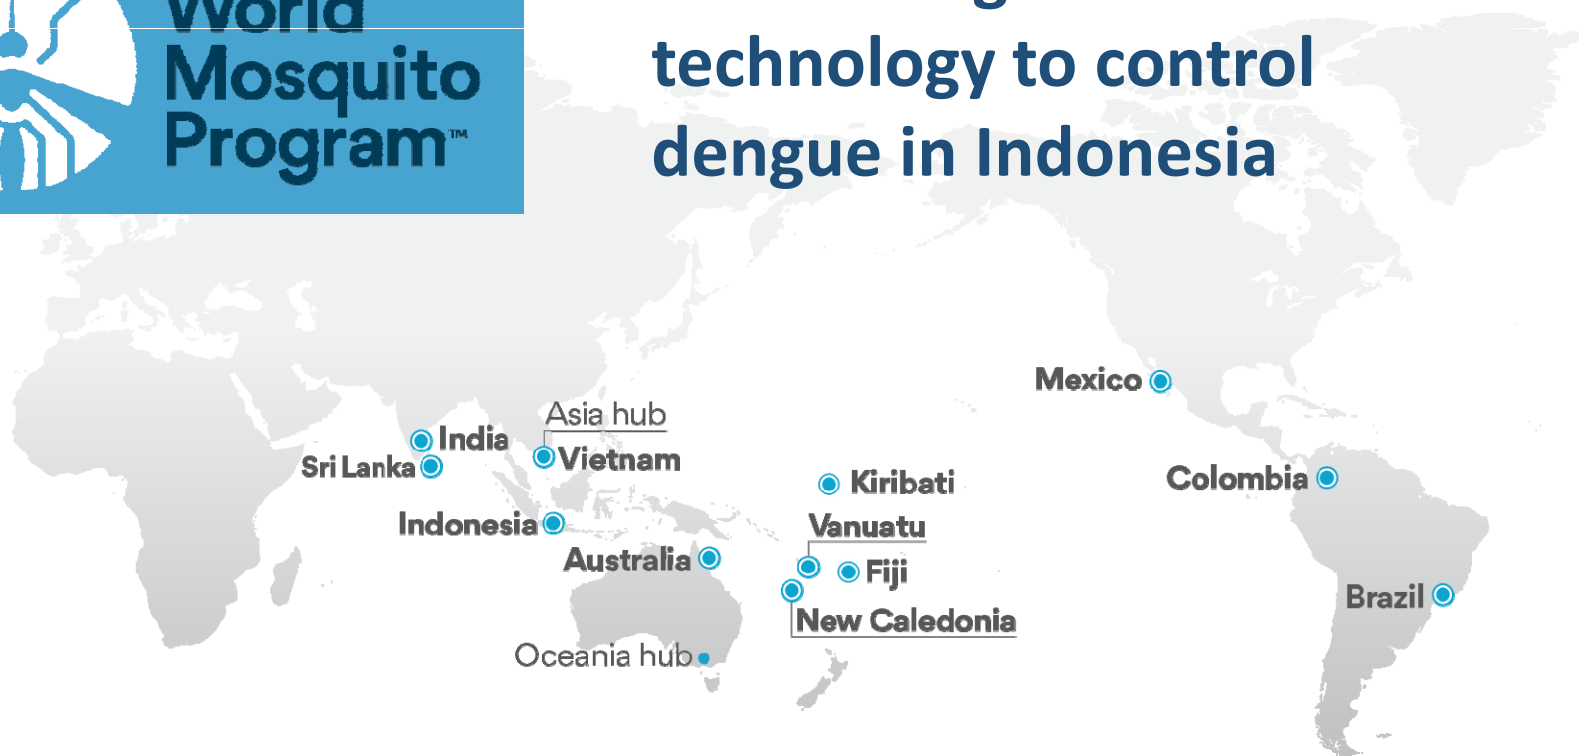 World
Mosquito
Program™
technology to control
dengue in Indonesia
Mexico
Asia hub
India
Vietnam
Sri Lanka
Colombia
Kiribati
Indonesia
Vanuatu
Australia
Fiji
Brazil
New Caledonia
Oceania hub